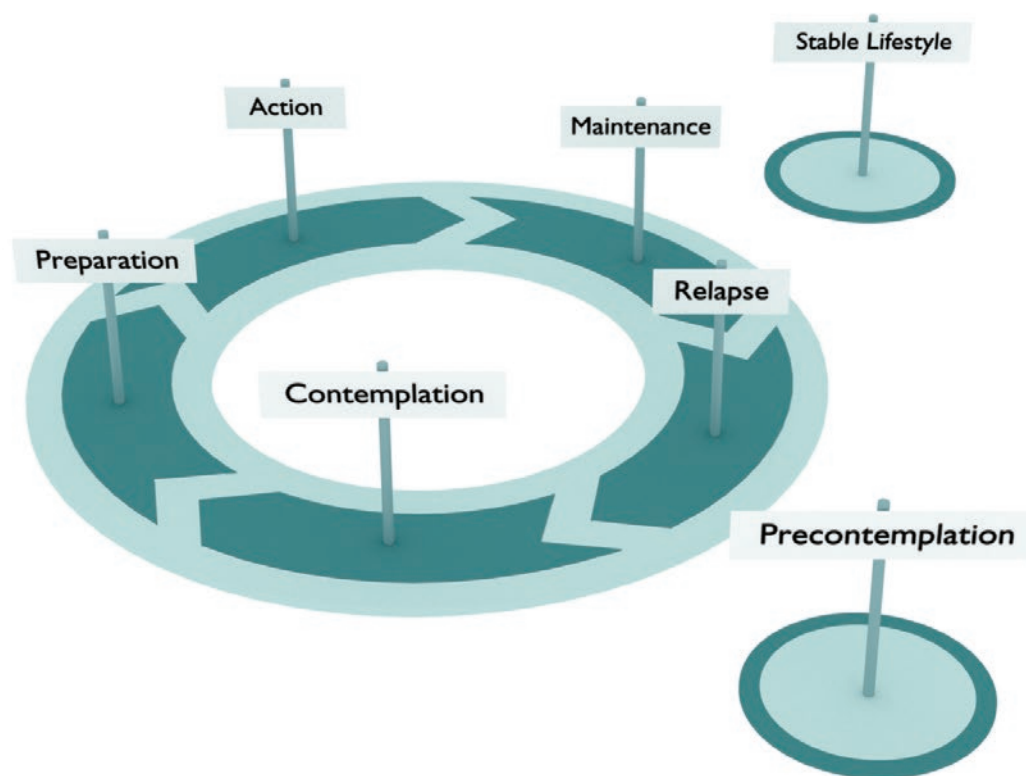 Stable Lifestyle
Action
Maintenance
Preparation
Relapse
Contemplation
Precontemplation